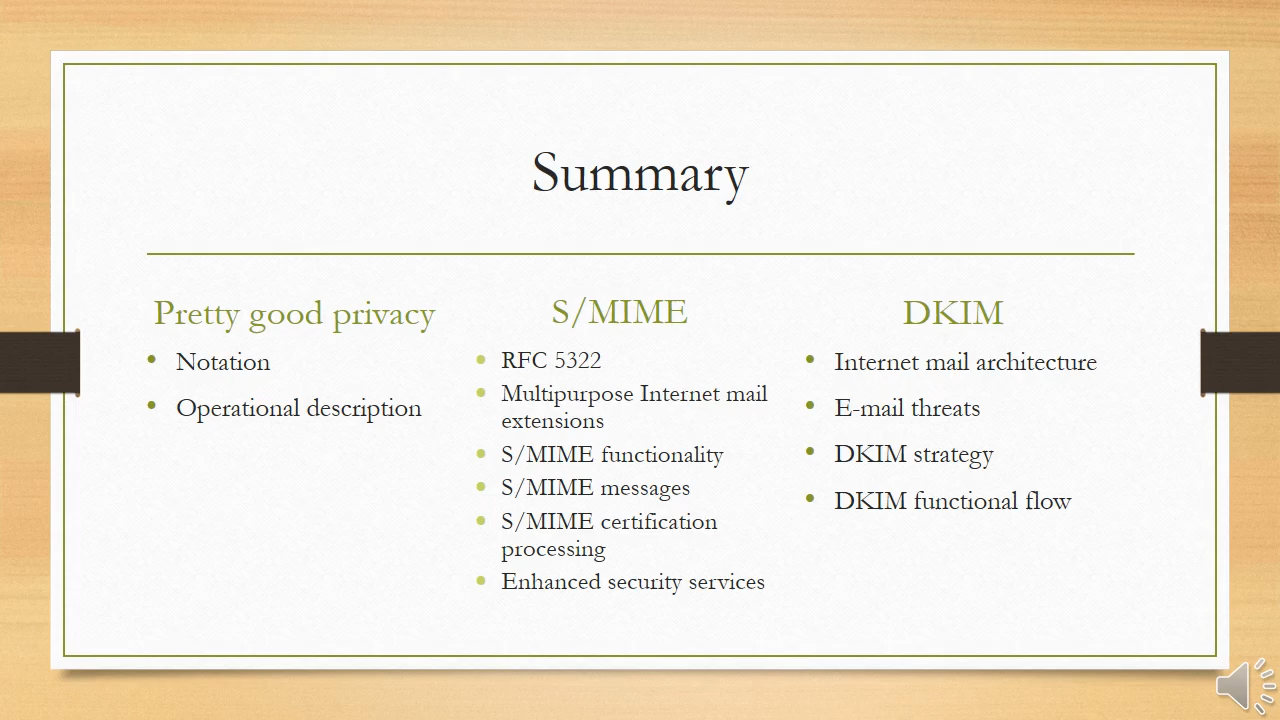 Summary
Pretty good privacy
• Notation
• Operational description
S/MIME
• RFC 5322
• Multipurpose Internet mail
extensions
• S/MIME functionality
• S/MIME messages
• S/MIME certification
processing
• Enhanced security services
DKIM
• Internet mail architecture
• E-mail threats
• DKIM strategy
• DKIM functional flow